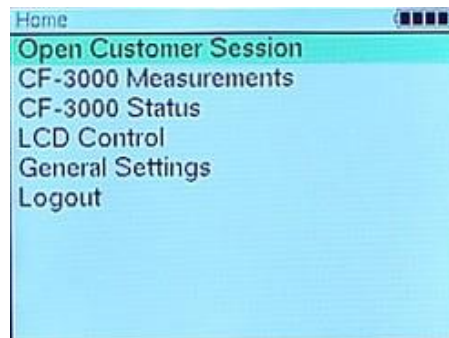 Home
Open Customer Session
CF-3000 Measurements
CF-3000 Status
LCD Control
General Settings
Logout